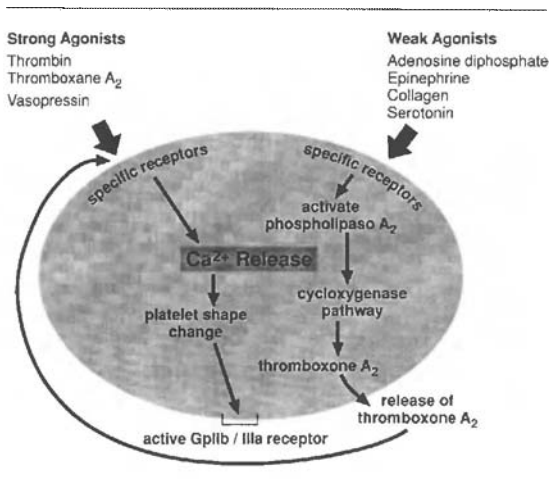 Strong Agonists
Thrombin
Thromboxane A2
Vasopressin
Weak Agonists
Adenosine diphosphate
Epinephrine
Collagen
Serotonin
specific receptors
Ca2+ Release
platelet shape
change
active GpIIb / IIIa receptor
specific receptors
activate
phospholipaso A2
cycloxygenase
pathway
thromboxone A2
release of
thromboxone A2